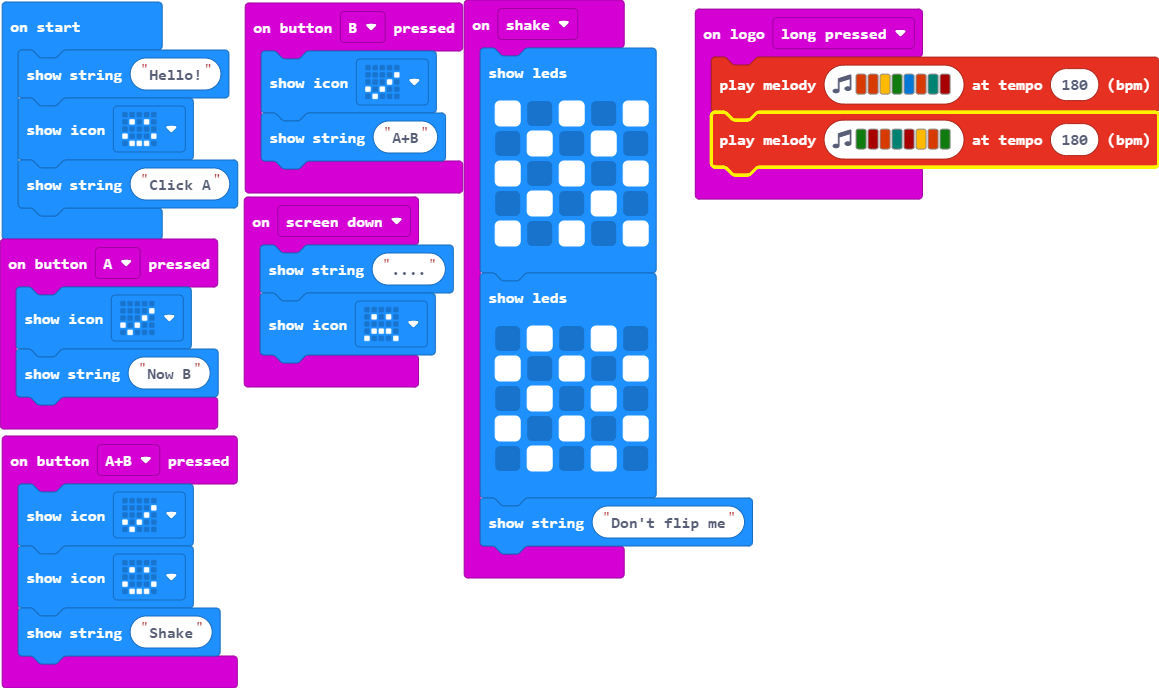 on start
show string "Hello!"
show icon
show string "Click A"
on button A pressed
show icon
show string "Now B"
on button A+B pressed
show icon
show icon
show string "Shake"
on button B pressed
show icon
show string "A+B"
on screen down
show string "...."
show icon
on shake
show leds
show leds
show string "Don't flip me"
on logo long pressed
play melody at tempo 180 (bpm)
play melody at tempo 180 (bpm)